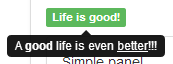 Life is good!
A good life is even better!!!
Simple panel